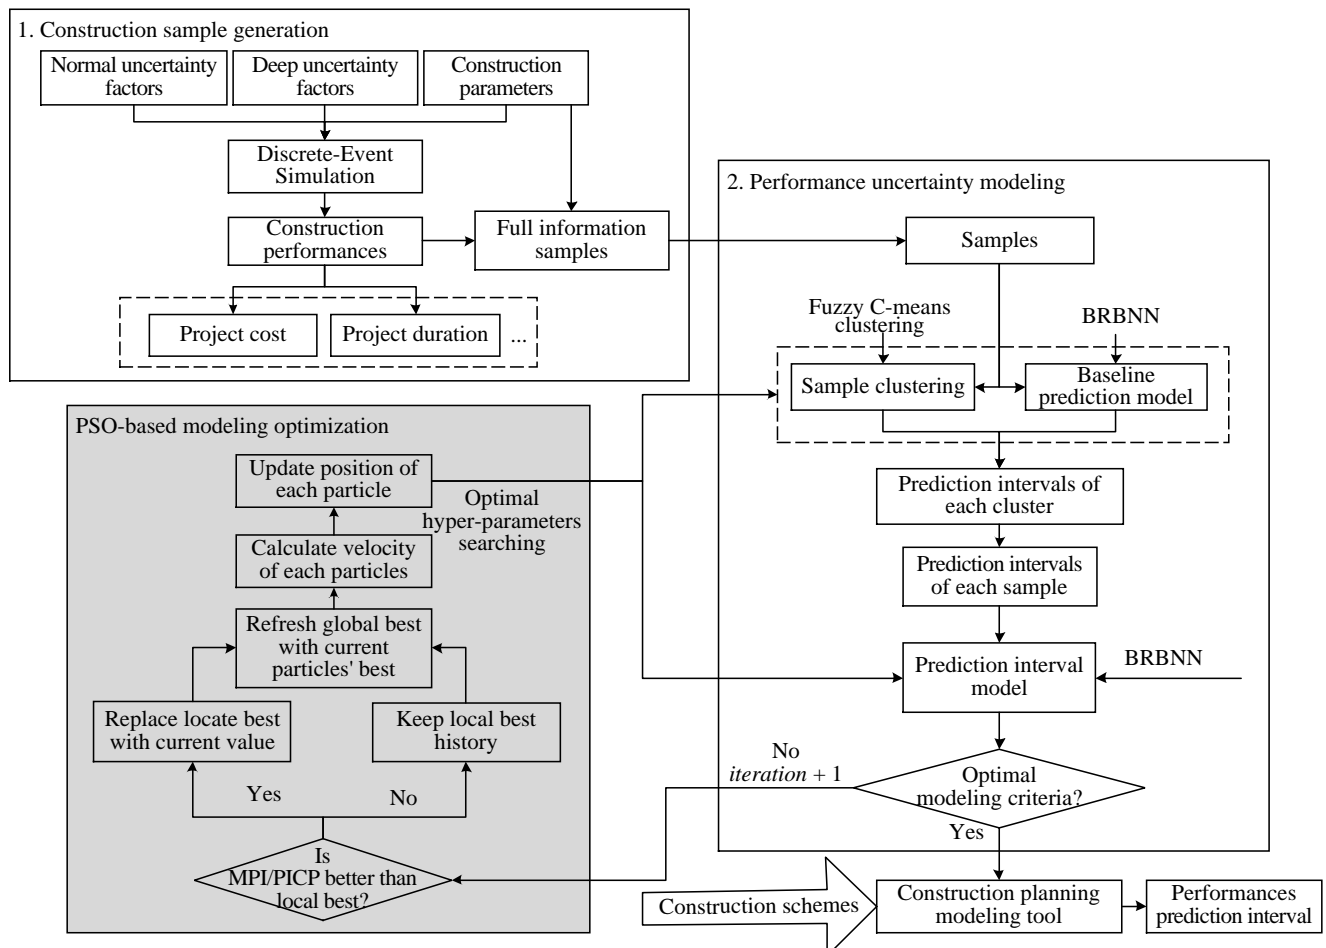 1. Construction sample generation
Normal uncertainty
factors
Deep uncertainty
factors
Construction
parameters
Discrete-Event
Simulation
Construction
performances
Full information
samples
Project cost
Project duration
...
2. Performance uncertainty modeling
Samples
Fuzzy C-means
clustering
BRBNN
Sample clustering
Baseline
prediction model
Prediction intervals of
each cluster
Prediction intervals
of each sample
Prediction interval
model
BRBNN
Optimal
modeling criteria?
No
iteration + 1
Yes
PSO-based modeling optimization
Update position of
each particle
Optimal
hyper-parameters
searching
Calculate velocity
of each particles
Refresh global best
with current
particles' best
Replace locate best
with current value
Keep local best
history
Yes
No
Is
MPI/PICP better than
local best?
Construction schemes
Construction planning
modeling tool
Performances
prediction interval